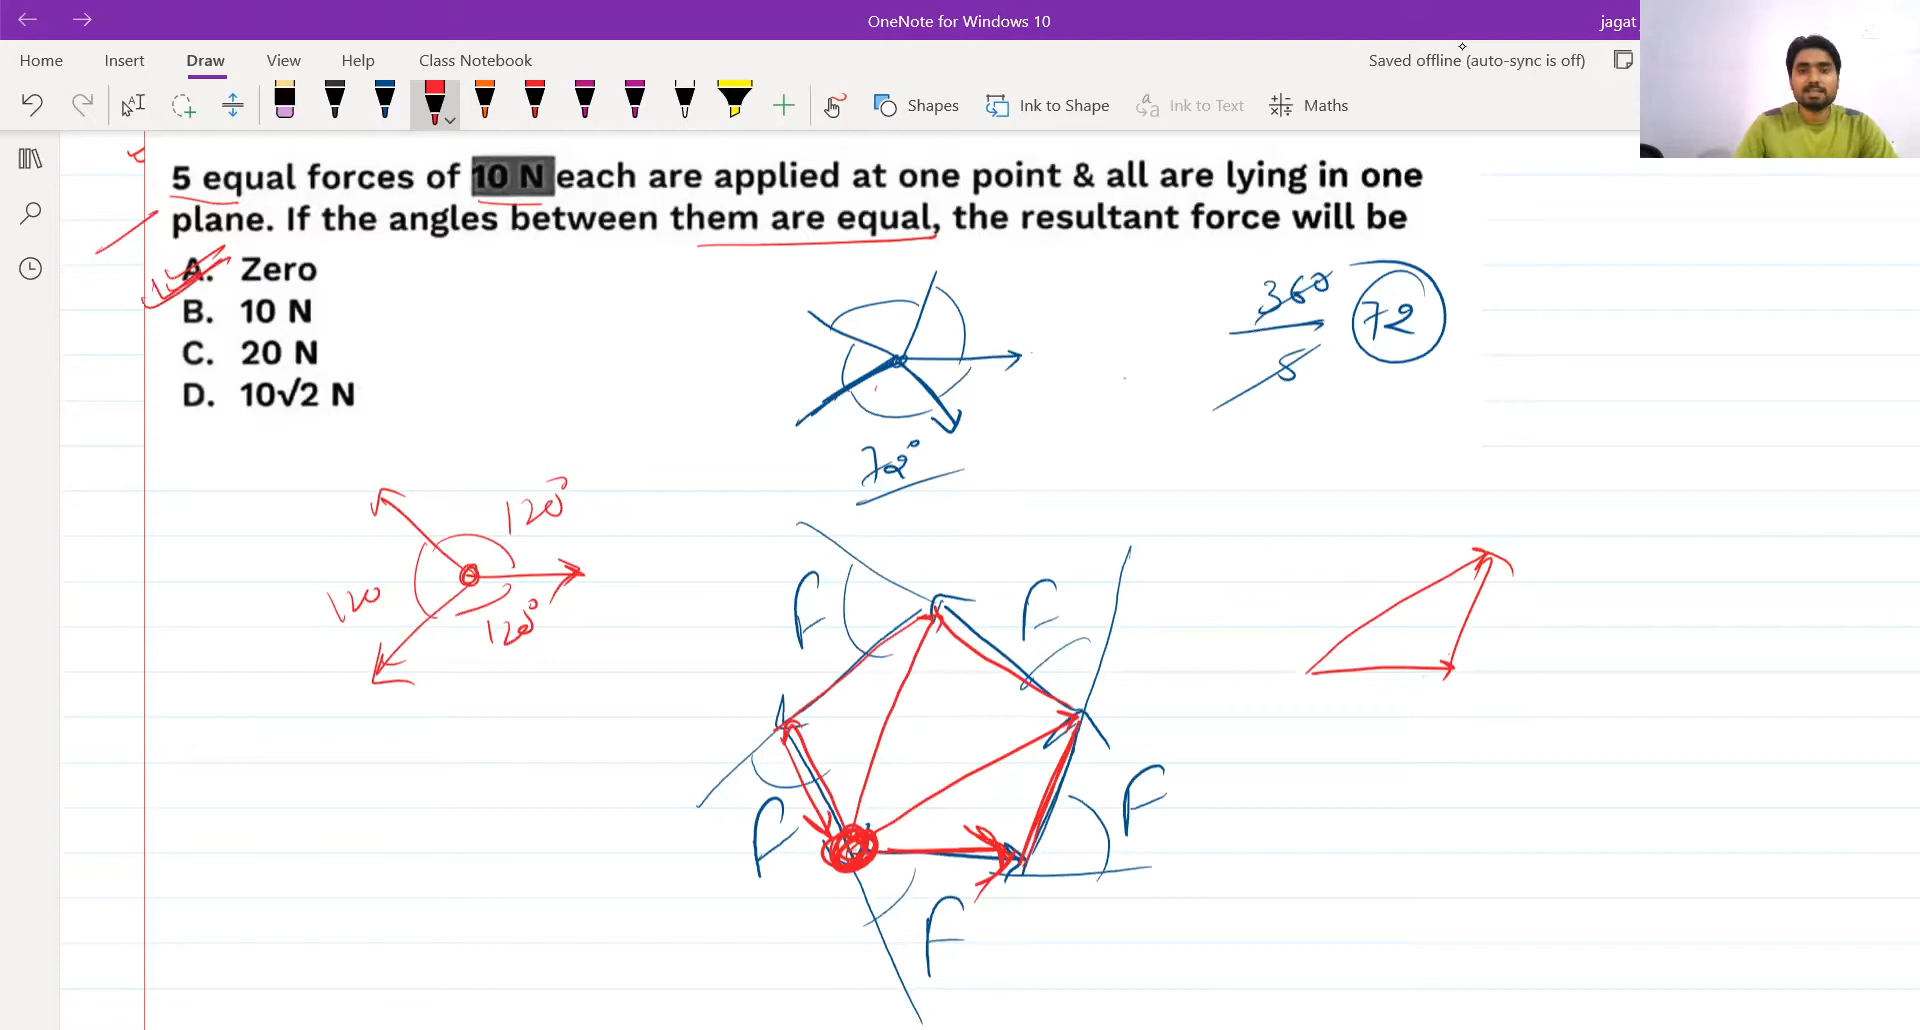 OneNote for Windows 10
jagat
Home Insert Draw View Help Class Notebook
Saved offline (auto-sync is off)
Shapes Ink to Shape Ink to Text Maths
5 equal forces of 10 N each are applied at one point & all are lying in one
plane. If the angles between them are equal, the resultant force will be
A. Zero
B. 10 N
C. 20 N
D. 10√2 N
360
5
72
72°
120°
120
120°
F
F
F
F
F